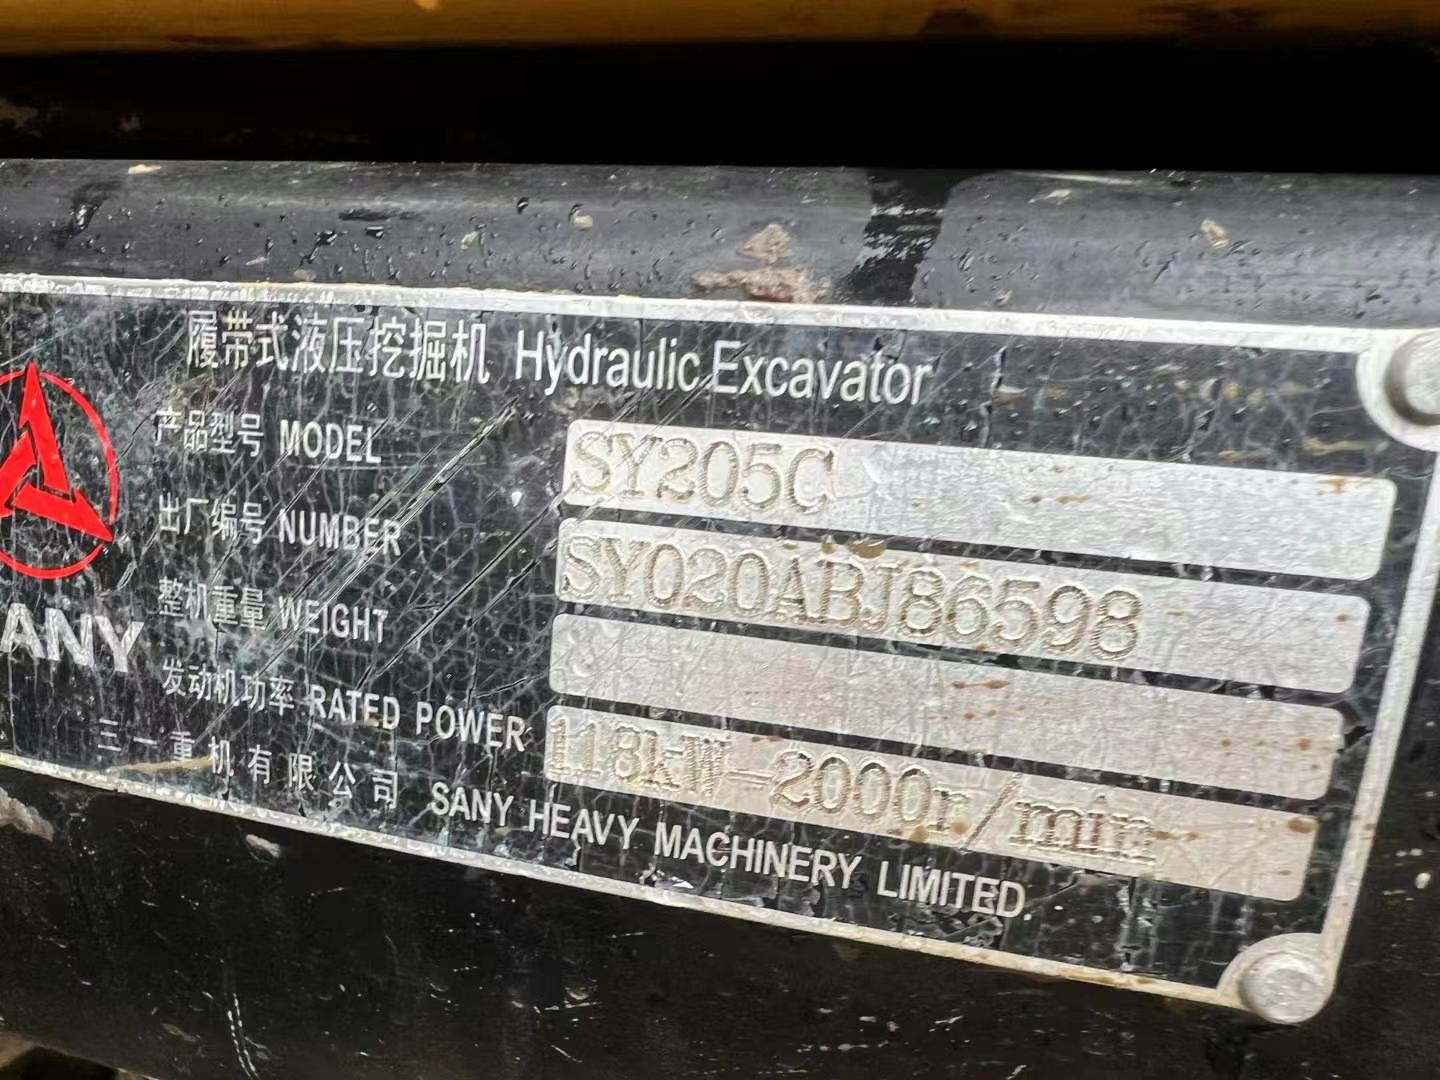 履带式液压挖掘机 Hydraulic Excavator
产品型号 MODEL SY205C
出厂编号 NUMBER SY020ABJ86598
整机重量 WEIGHT
发动机功率 RATED POWER 118kW-2000r/min
ANY
三一重机有限公司 SANY HEAVY MACHINERY LIMITED.